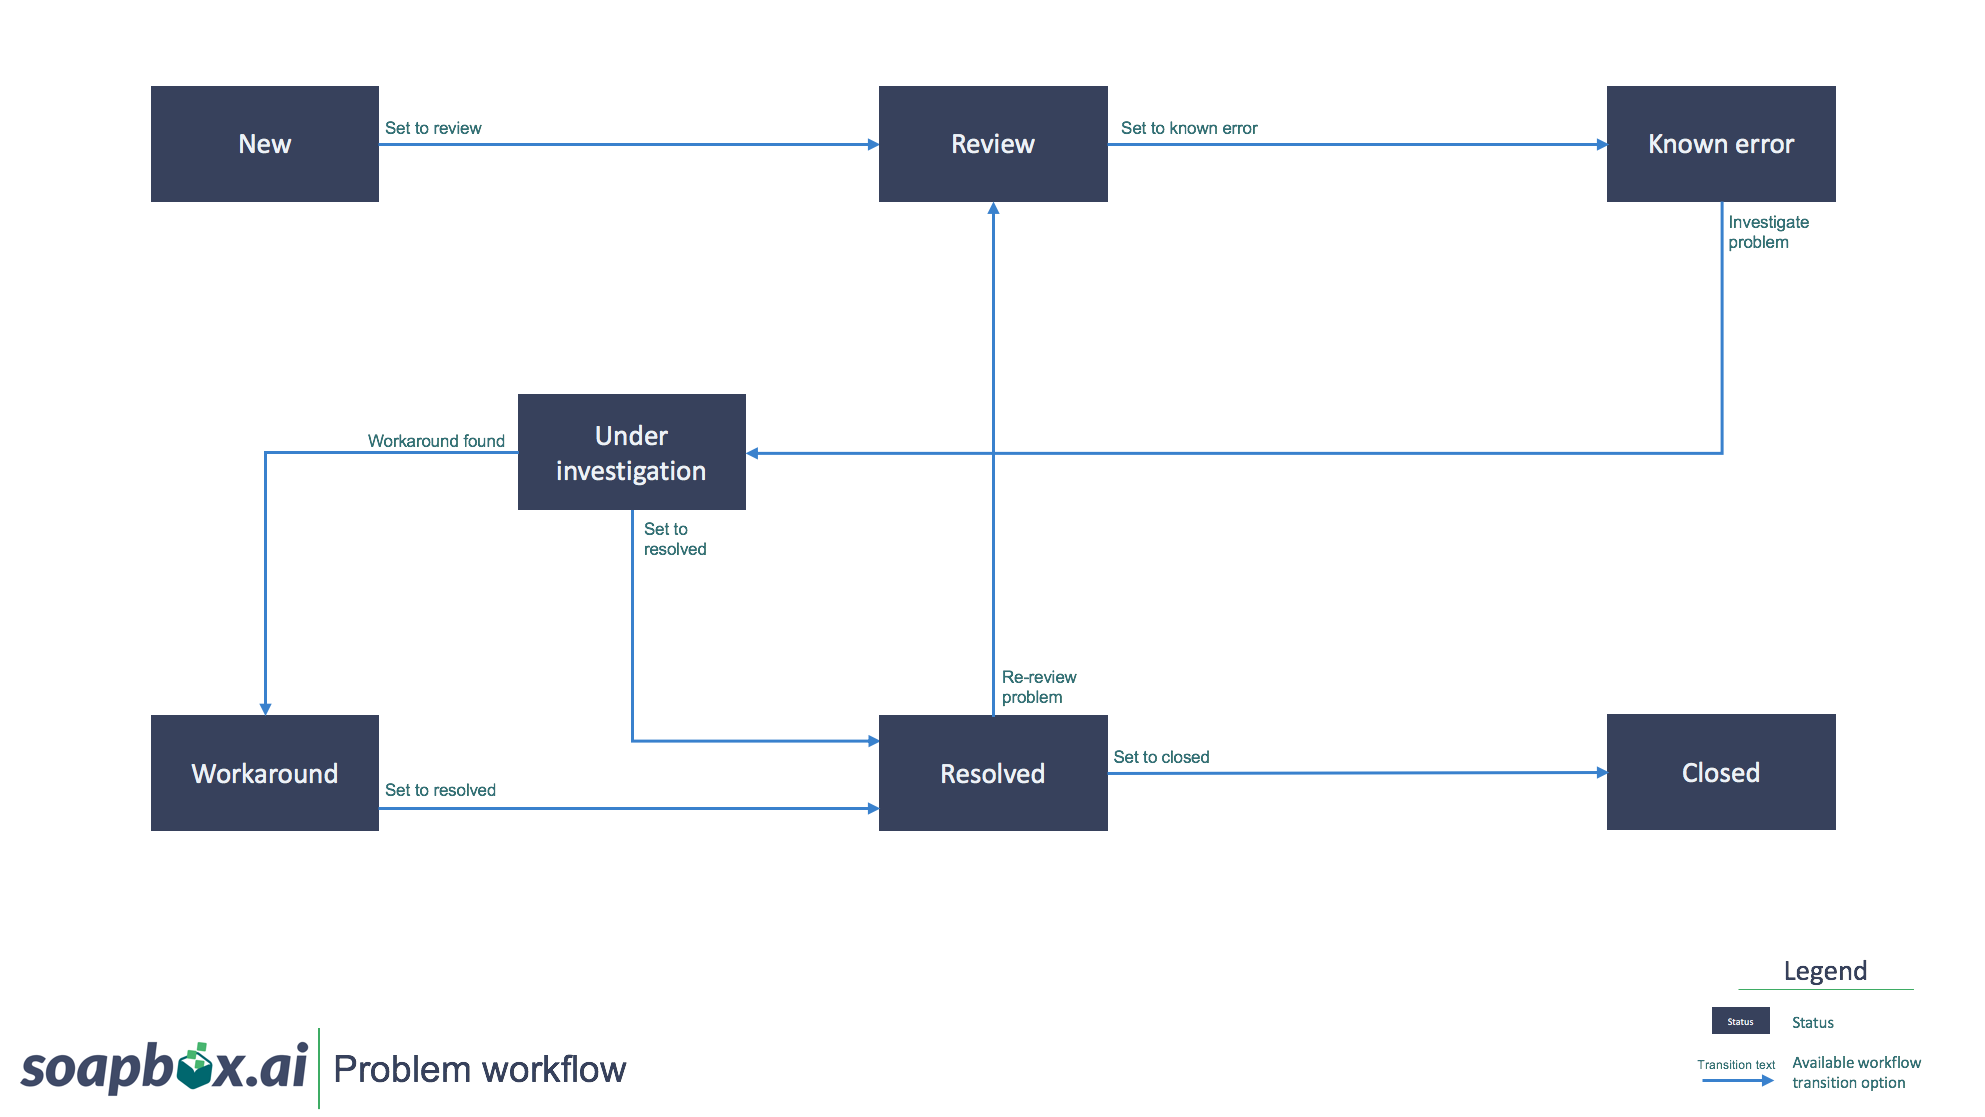 New
Set to review
Review
Set to known error
Known error
Investigate
problem
Under
investigation
Workaround found
Set to
resolved
Re-review
problem
Workaround
Set to resolved
Resolved
Set to closed
Closed
Legend
Status
Status
Transition text
Available workflow
transition option
soapbox.ai
Problem workflow